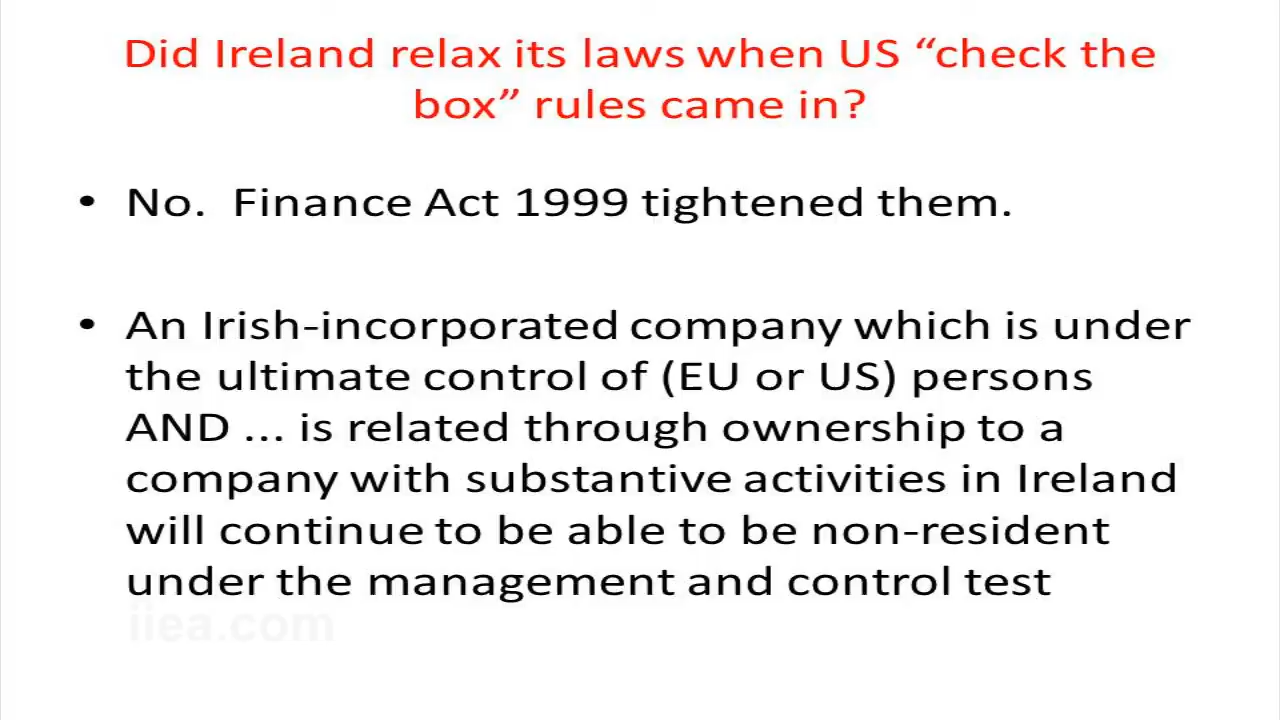 Did Ireland relax its laws when US “check the
box” rules came in?
• No.  Finance Act 1999 tightened them.
• An Irish-incorporated company which is under
the ultimate control of (EU or US) persons
AND ... is related through ownership to a
company with substantive activities in Ireland
will continue to be able to be non-resident
under the management and control test
iiea.com